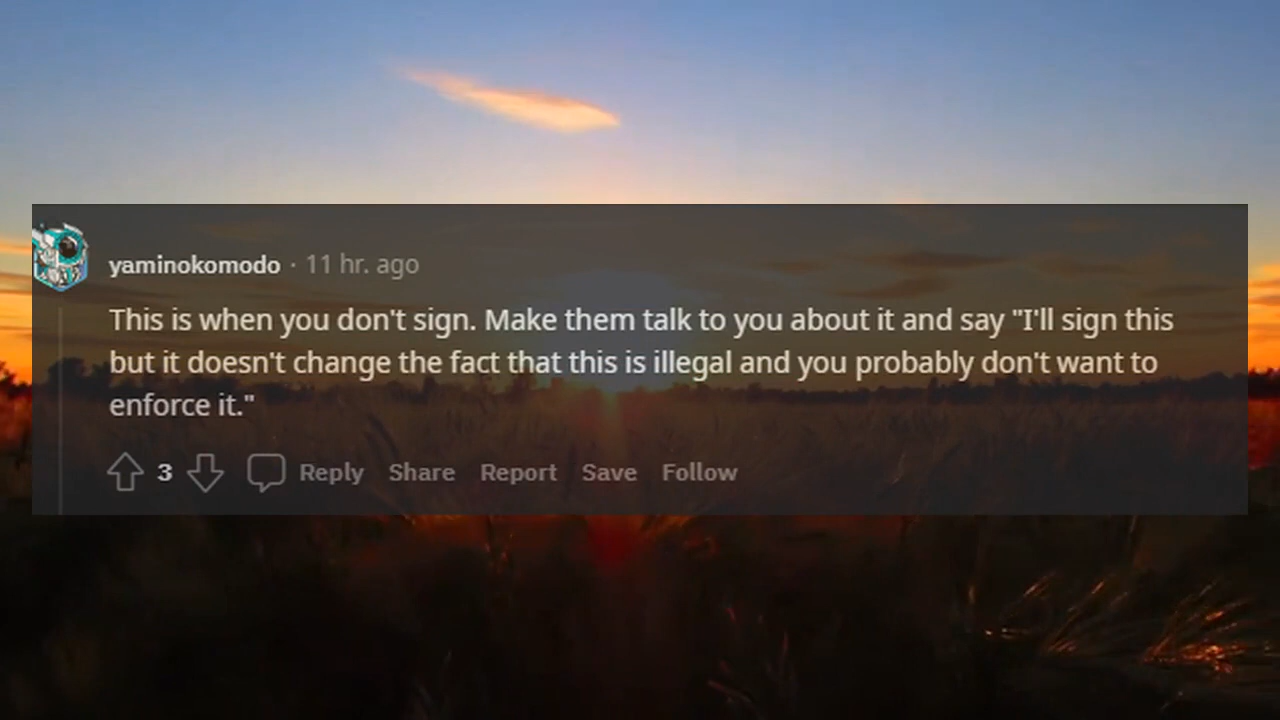 yaminokomodo · 11 hr. ago
This is when you don't sign. Make them talk to you about it and say "I'll sign this
but it doesn't change the fact that this is illegal and you probably don't want to
enforce it."
3 Reply Share Report Save Follow